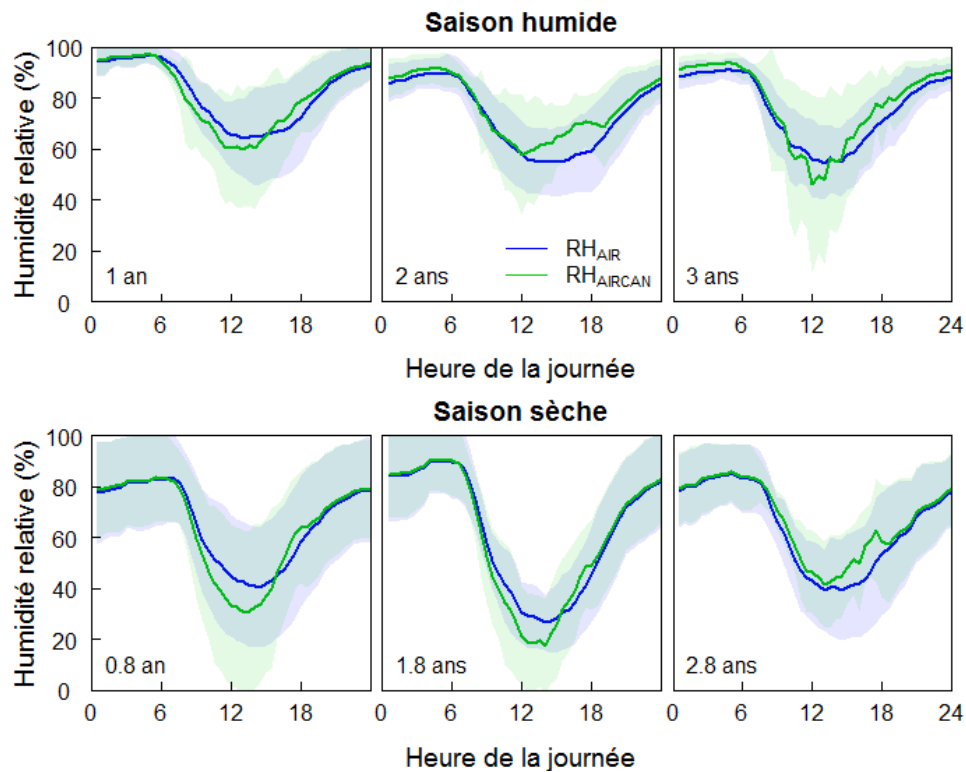 Saison humide
Humidité relative (%)
100
80
60
40
20
0
1 an
2 ans
3 ans
RH_AIR
RH_AIRCAN
0 6 12 18 0 6 12 18 0 6 12 18 24
Heure de la journée
Saison sèche
Humidité relative (%)
100
80
60
40
20
0
0.8 an
1.8 ans
2.8 ans
0 6 12 18 0 6 12 18 0 6 12 18 24
Heure de la journée